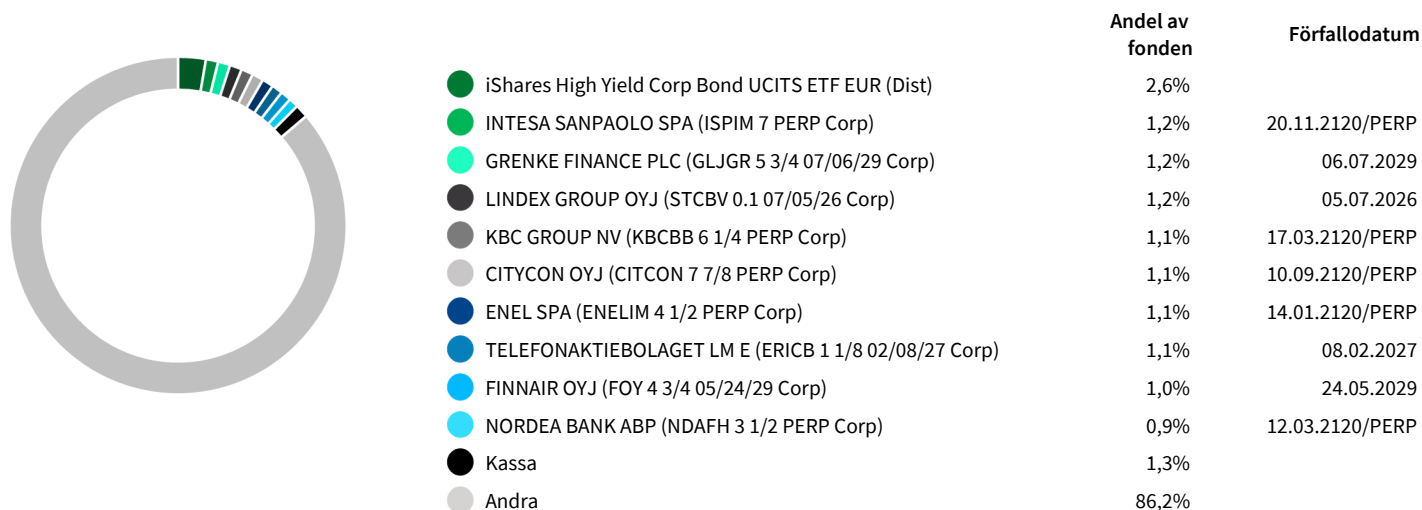 Andel av
fonden
Förfallodatum
iShares High Yield Corp Bond UCITS ETF EUR (Dist) 2,6%
INTESA SANPAOLO SPA (ISPIM 7 PERP Corp) 1,2% 20.11.2120/PERP
GRENKE FINANCE PLC (GLJGR 5 3/4 07/06/29 Corp) 1,2% 06.07.2029
LINDEX GROUP OYJ (STCBV 0.1 07/05/26 Corp) 1,2% 05.07.2026
KBC GROUP NV (KBCBB 6 1/4 PERP Corp) 1,1% 17.03.2120/PERP
CITYCON OYJ (CITCON 7 7/8 PERP Corp) 1,1% 10.09.2120/PERP
ENEL SPA (ENELIM 4 1/2 PERP Corp) 1,1% 14.01.2120/PERP
TELEFONAKTIEBOLAGET LM E (ERICB 1 1/8 02/08/27 Corp) 1,1% 08.02.2027
FINNAIR OYJ (FOY 4 3/4 05/24/29 Corp) 1,0% 24.05.2029
NORDEA BANK ABP (NDAFH 3 1/2 PERP Corp) 0,9% 12.03.2120/PERP
Kassa 1,3%
Andra 86,2%